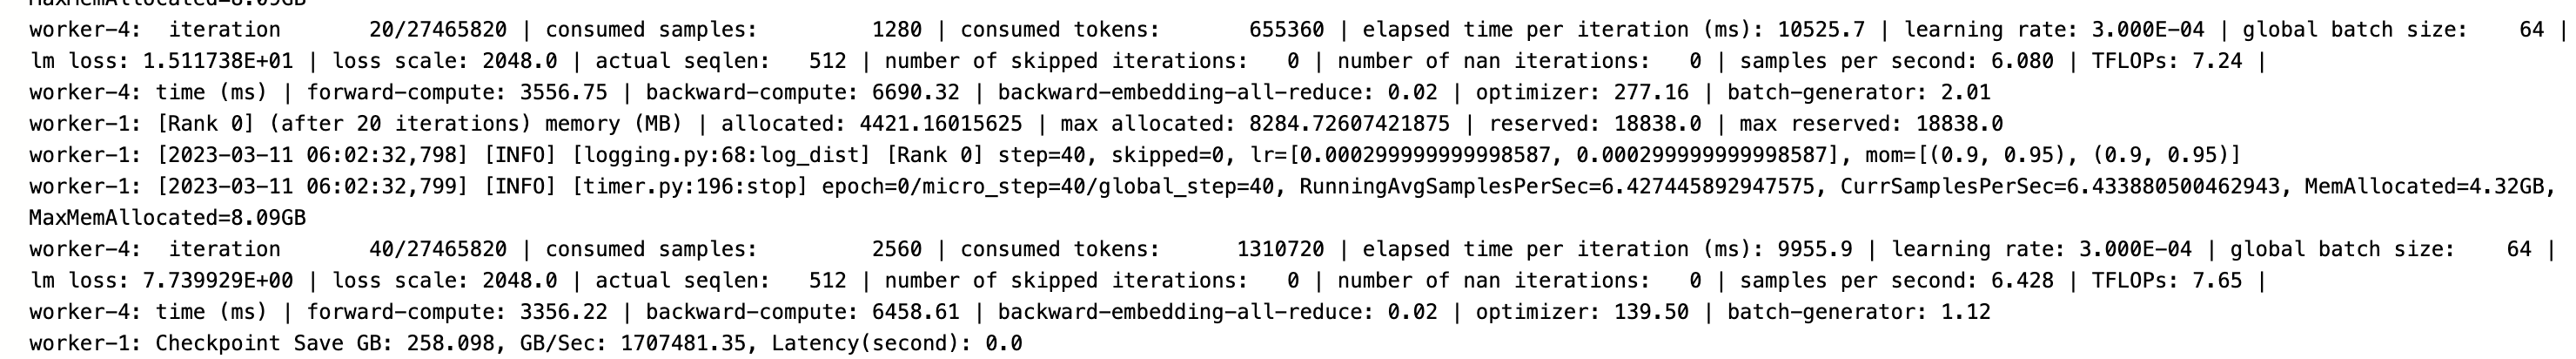 MaxMemAllocated=8.09GB
worker-4:  iteration       20/27465820 | consumed samples:         1280 | consumed tokens:       655360 | elapsed time per iteration (ms): 10525.7 | learning rate: 3.000E-04 | global batch size:    64 |
lm loss: 1.511738E+01 | loss scale: 2048.0 | actual seqlen:   512 | number of skipped iterations:   0 | number of nan iterations:   0 | samples per second: 6.080 | TFLOPs: 7.24 |
worker-4: time (ms) | forward-compute: 3556.75 | backward-compute: 6690.32 | backward-embedding-all-reduce: 0.02 | optimizer: 277.16 | batch-generator: 2.01
worker-1: [Rank 0] (after 20 iterations) memory (MB) | allocated: 4421.16015625 | max allocated: 8284.72607421875 | reserved: 18838.0 | max reserved: 18838.0
worker-1: [2023-03-11 06:02:32,798] [INFO] [logging.py:68:log_dist] [Rank 0] step=40, skipped=0, lr=[0.000299999999998587, 0.000299999999998587], mom=[(0.9, 0.95), (0.9, 0.95)]
worker-1: [2023-03-11 06:02:32,799] [INFO] [timer.py:196:stop] epoch=0/micro_step=40/global_step=40, RunningAvgSamplesPerSec=6.427445892947575, CurrSamplesPerSec=6.433880500462943, MemAllocated=4.32GB,
MaxMemAllocated=8.09GB
worker-4:  iteration       40/27465820 | consumed samples:         2560 | consumed tokens:      1310720 | elapsed time per iteration (ms): 9955.9 | learning rate: 3.000E-04 | global batch size:    64 |
lm loss: 7.739929E+00 | loss scale: 2048.0 | actual seqlen:   512 | number of skipped iterations:   0 | number of nan iterations:   0 | samples per second: 6.428 | TFLOPs: 7.65 |
worker-4: time (ms) | forward-compute: 3356.22 | backward-compute: 6458.61 | backward-embedding-all-reduce: 0.02 | optimizer: 139.50 | batch-generator: 1.12
worker-1: Checkpoint Save GB: 258.098, GB/Sec: 1707481.35, Latency(second): 0.0